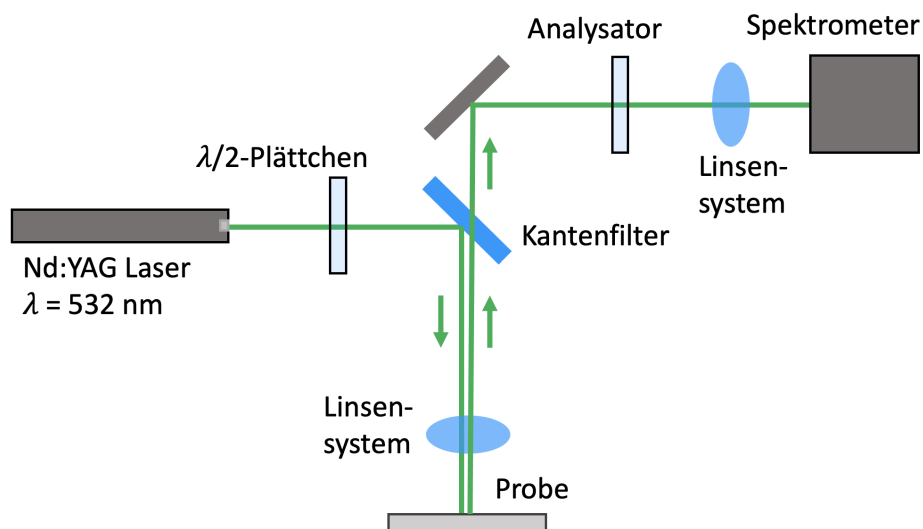 Analysator
Spektrometer
λ/2-Plättchen
Linsen-
system
Kantenfilter
Nd:YAG Laser
λ = 532 nm
Linsen-
system
Probe